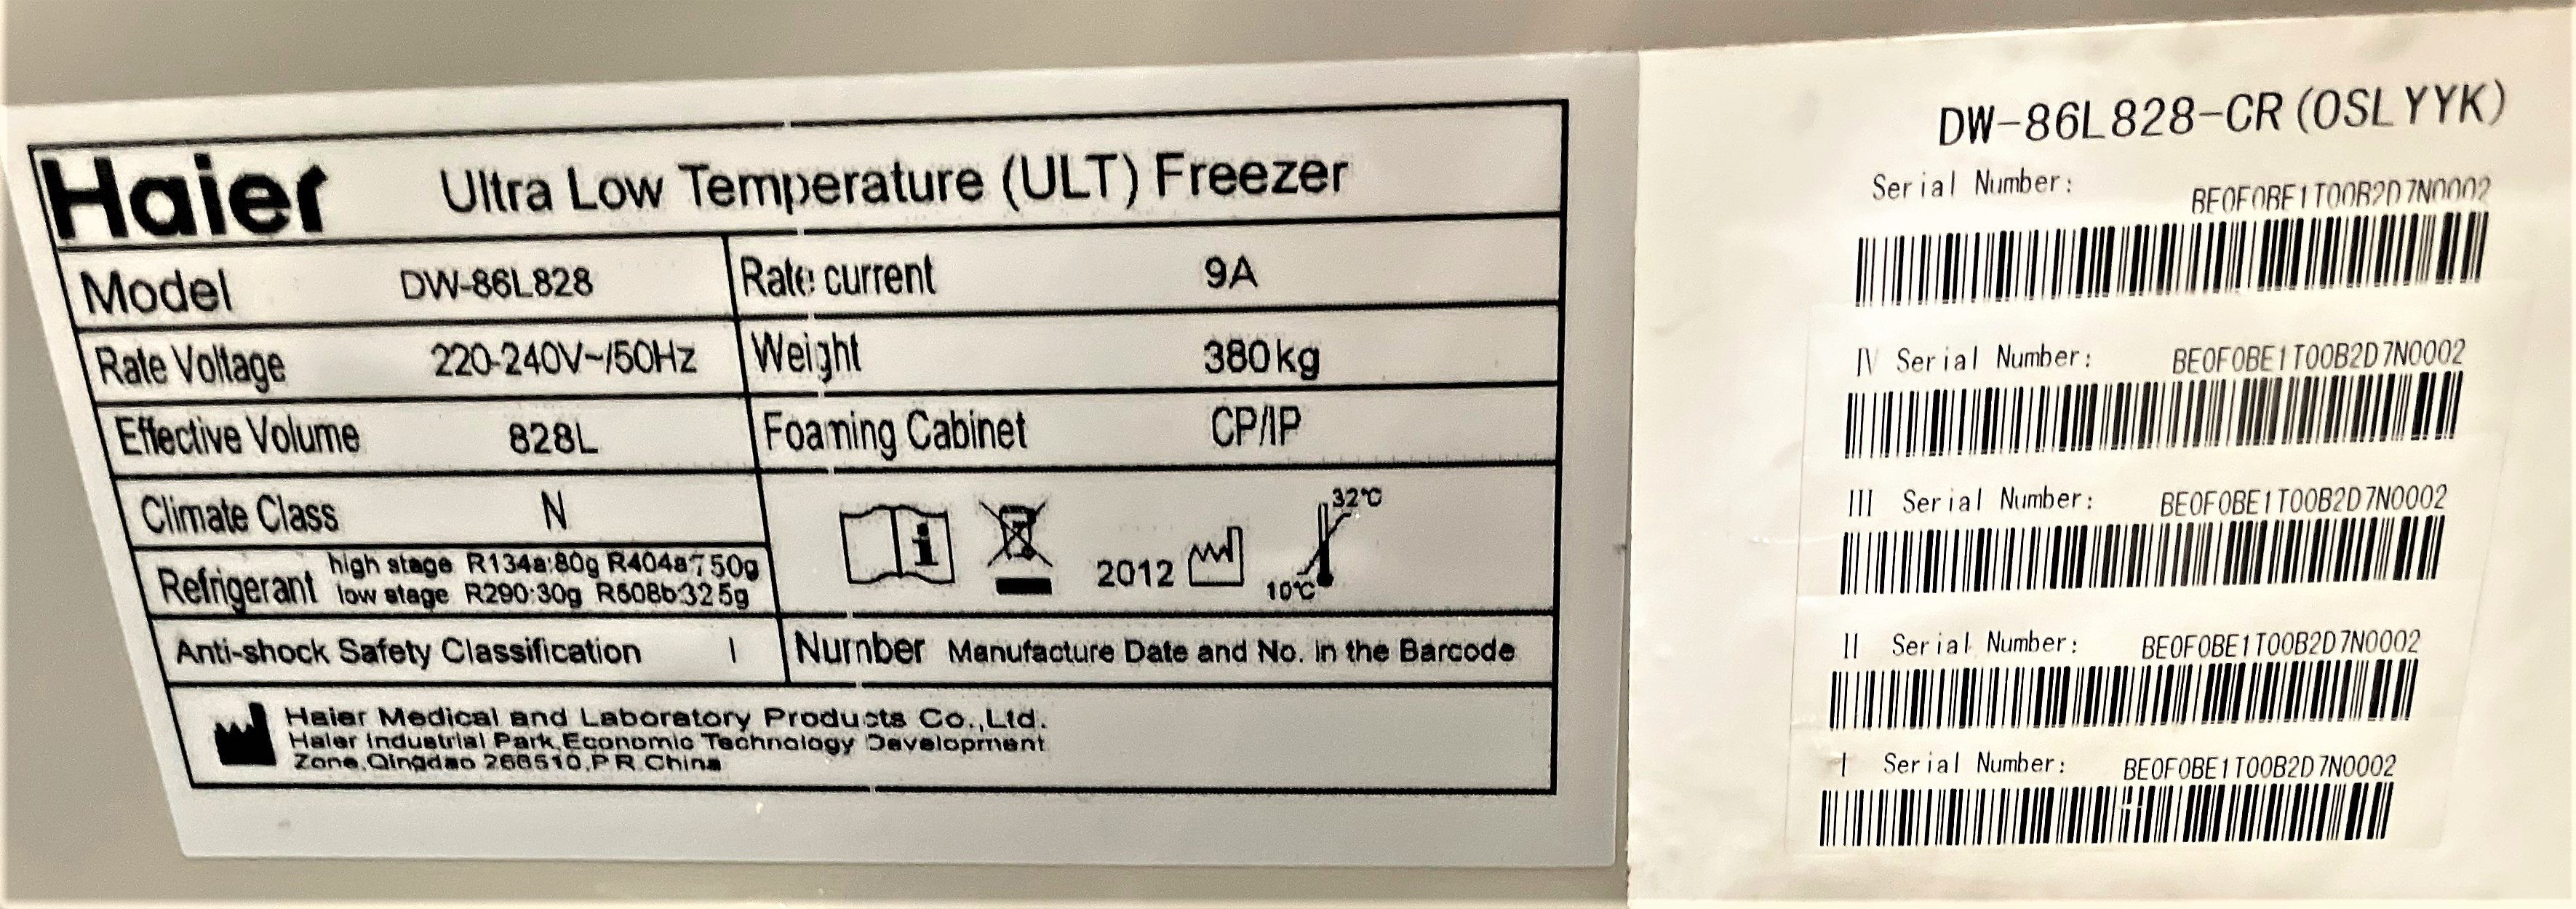 Haier Ultra Low Temperature (ULT) Freezer
Model DW-86L828 Rate current 9A
Rate Voltage 220-240V~/50Hz Weight 380kg
Effective Volume 828L Foaming Cabinet CP/IP
Climate Class N
32℃
2012
10℃
Refrigerant high stage R134a:80g R404a750g
low stage R290:30g R508b:325g
Anti-shock Safety Classification I Number Manufacture Date and No. in the Barcode
Haier Medical and Laboratory Products Co.,Ltd.
Haier Industrial Park,Economic Technology Development
Zone,Qingdao 266510,P.R.China
DW-86L828-CR(OSLYYK)
Serial Number: BE0F0BE1T00B2D7N0002
IV Serial Number: BE0F0BE1T00B2D7N0002
III Serial Number: BE0F0BE1T00B2D7N0002
II Serial Number: BE0F0BE1T00B2D7N0002
I Serial Number: BE0F0BE1T00B2D7N0002